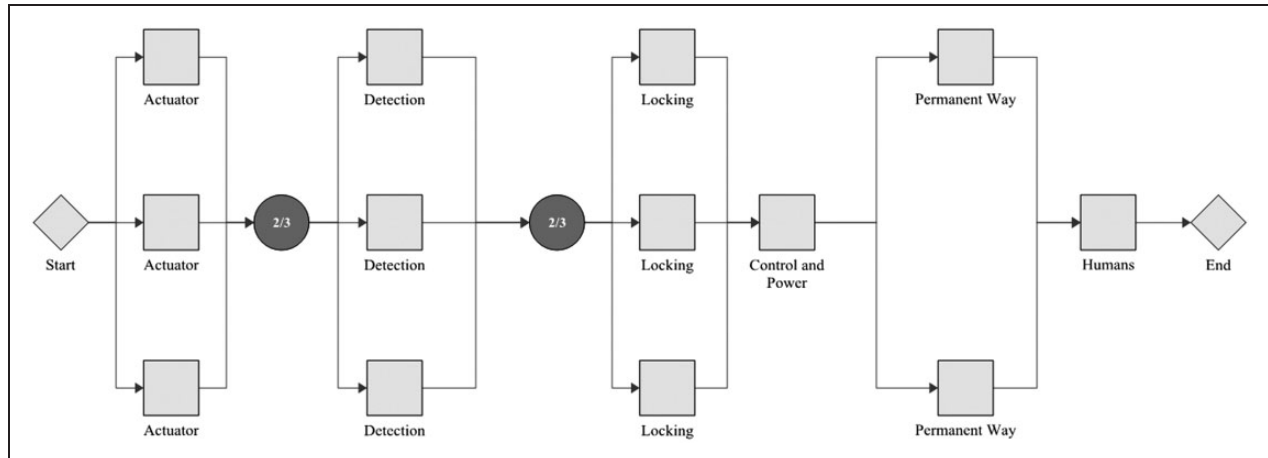 Actuator
Detection
Locking
Permanent Way
2/3
2/3
Start
Actuator
Detection
Locking
Control and
Power
Humans
End
Actuator
Detection
Locking
Permanent Way